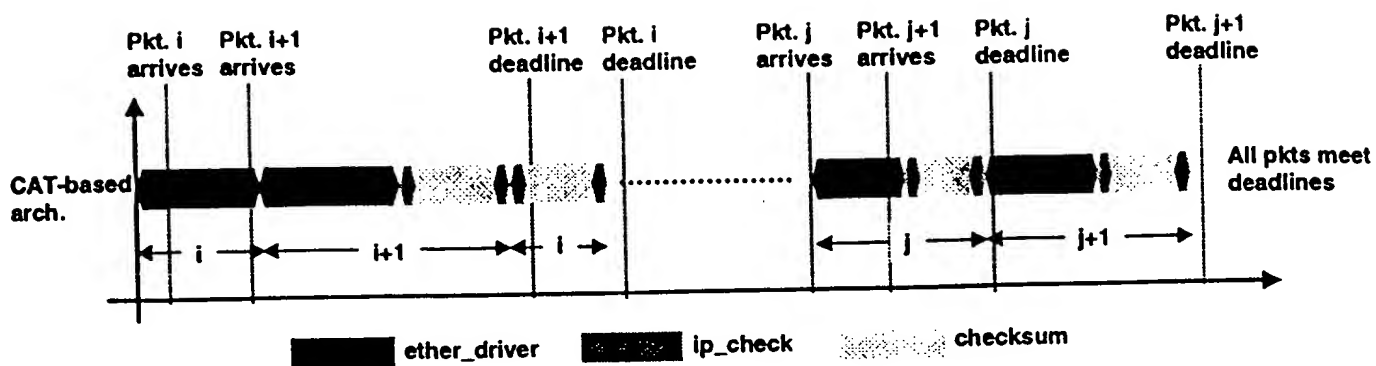 Pkt. i
arrives
Pkt. i+1
arrives
Pkt. i+1
deadline
Pkt. i
deadline
Pkt. j
arrives
Pkt. j+1
arrives
Pkt. j
deadline
Pkt. j+1
deadline
CAT-based
arch.
All pkts meet
deadlines
i
i+1
i
j
j+1
ether_driver
ip_check
checksum